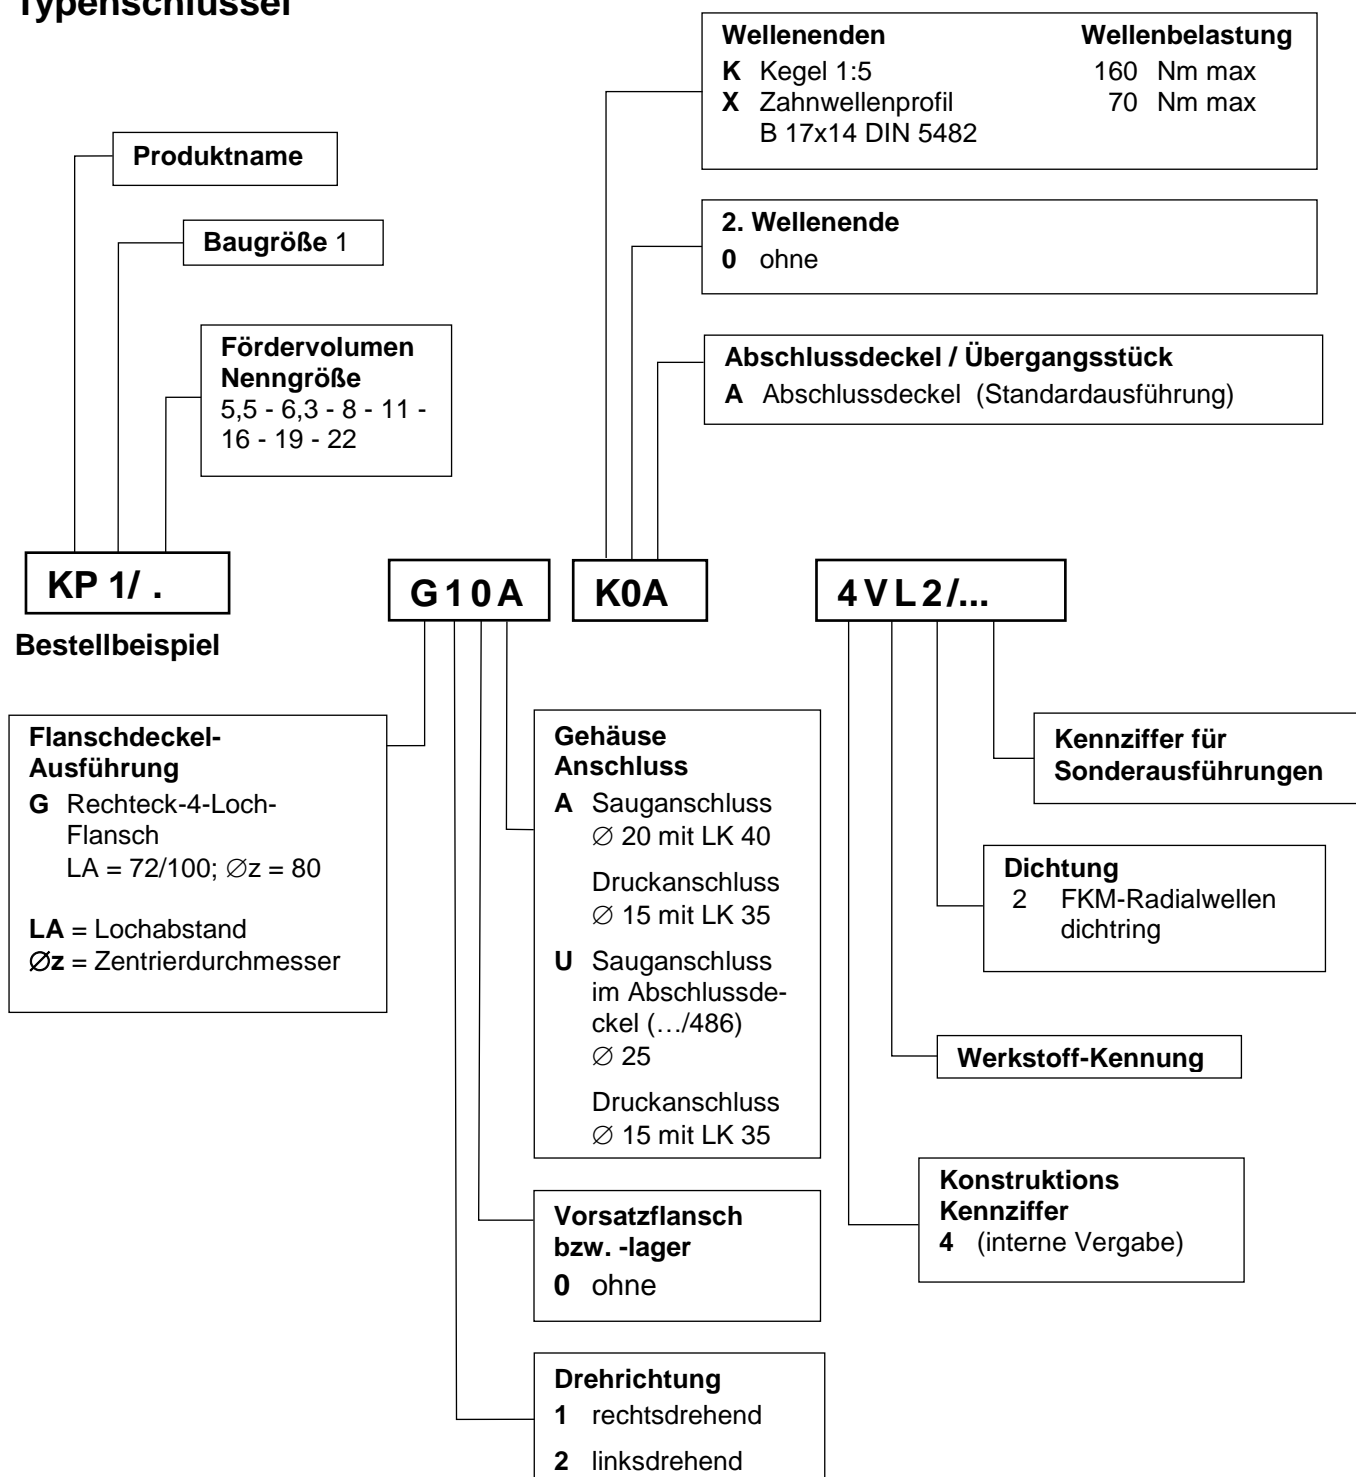 Typenschlüssel
Wellenenden Wellenbelastung
K Kegel 1:5 160 Nm max
X Zahnwellenprofil 70 Nm max
B 17x14 DIN 5482
Produktname
2. Wellenende
0 ohne
Baugröße 1
Fördervolumen
Nenngröße
5,5 - 6,3 - 8 - 11 -
16 - 19 - 22
Abschlussdeckel / Übergangsstück
A Abschlussdeckel (Standardausführung)
KP 1/ . G10A K0A 4VL2/...
Bestellbeispiel
Flanschdeckel-
Ausführung
G Rechteck-4-Loch-
Flansch
LA = 72/100; ∅z = 80
LA = Lochabstand
∅z = Zentrierdurchmesser
Gehäuse
Anschluss
A Sauganschluss
∅ 20 mit LK 40
Druckanschluss
∅ 15 mit LK 35
U Sauganschluss
im Abschlussde-
ckel (…/486)
∅ 25
Druckanschluss
∅ 15 mit LK 35
Kennziffer für
Sonderausführungen
Dichtung
2 FKM-Radialwellen
dichtring
Werkstoff-Kennung
Konstruktions
Kennziffer
4 (interne Vergabe)
Vorsatzflansch
bzw. -lager
0 ohne
Drehrichtung
1 rechtsdrehend
2 linksdrehend